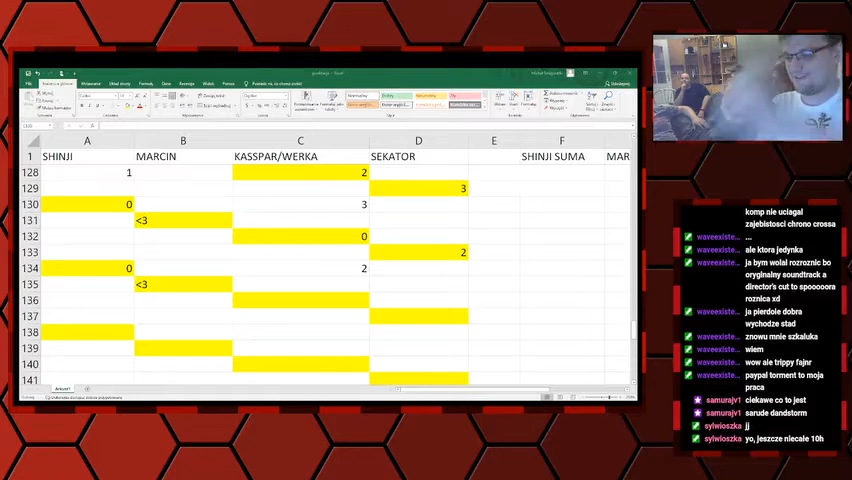 A B C D E F
1 SHINJI MARCIN KASSPAR/WERKA SEKATOR SHINJI SUMA MAR
128 1 2
129 3
130 0 3
131 <3
132 0
133 2
134 0 2
135 <3
136
137
138
139
140
141
Arkusz1
komp nie uciagal
zajebistosci chrono crossa
waveexiste... ...
waveexiste... ale ktora jedynka
waveexiste... ja bym wolal rozroznic bo
oryginalny soundtrack a
director's cut to spooooora
roznica xd
waveexiste... ja pierdole dobra
wychodze stad
waveexiste... znowu mnie szkaluka
waveexiste... wiem
waveexiste... wow ale trippy fajnr
waveexiste... paypal torment to moja
praca
samurajv1 ciekawe co to jest
samurajv1 sarude dandstorm
sylwioszka jj
sylwioszka yo, jeszcze niecałe 10h